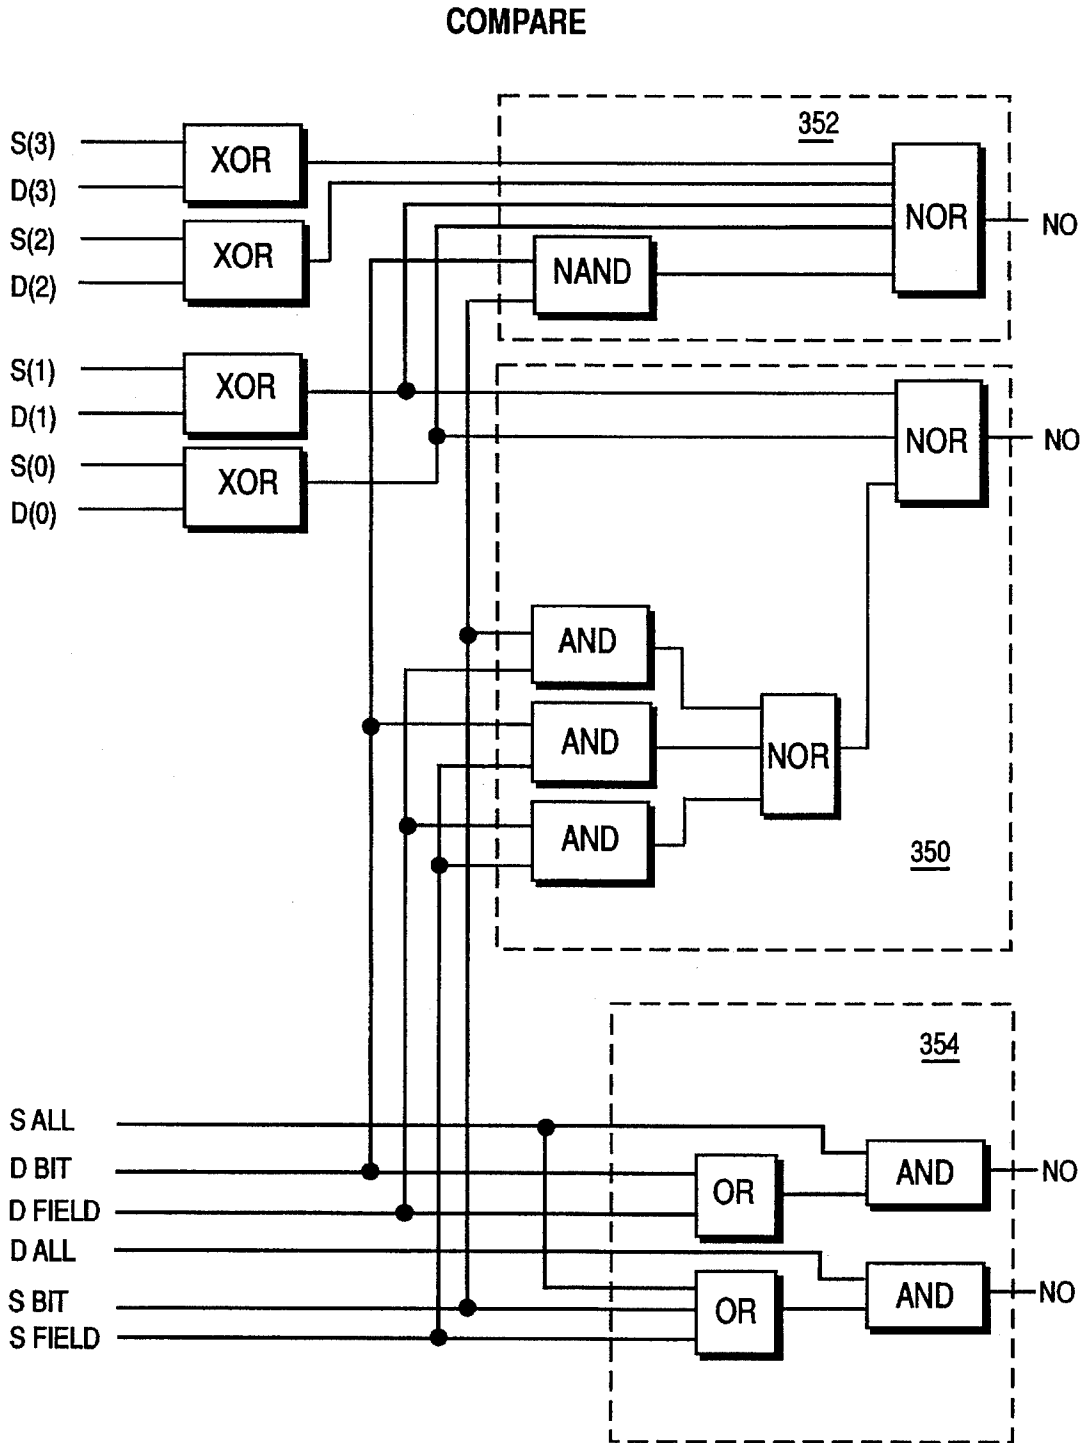 COMPARE
352
S(3)
D(3)
XOR
S(2)
D(2)
XOR
NAND
NOR
NO
S(1)
D(1)
XOR
S(0)
D(0)
XOR
NOR
NO
AND
AND
AND
NOR
350
354
S ALL
D BIT
D FIELD
D ALL
S BIT
S FIELD
OR
AND
NO
OR
AND
NO